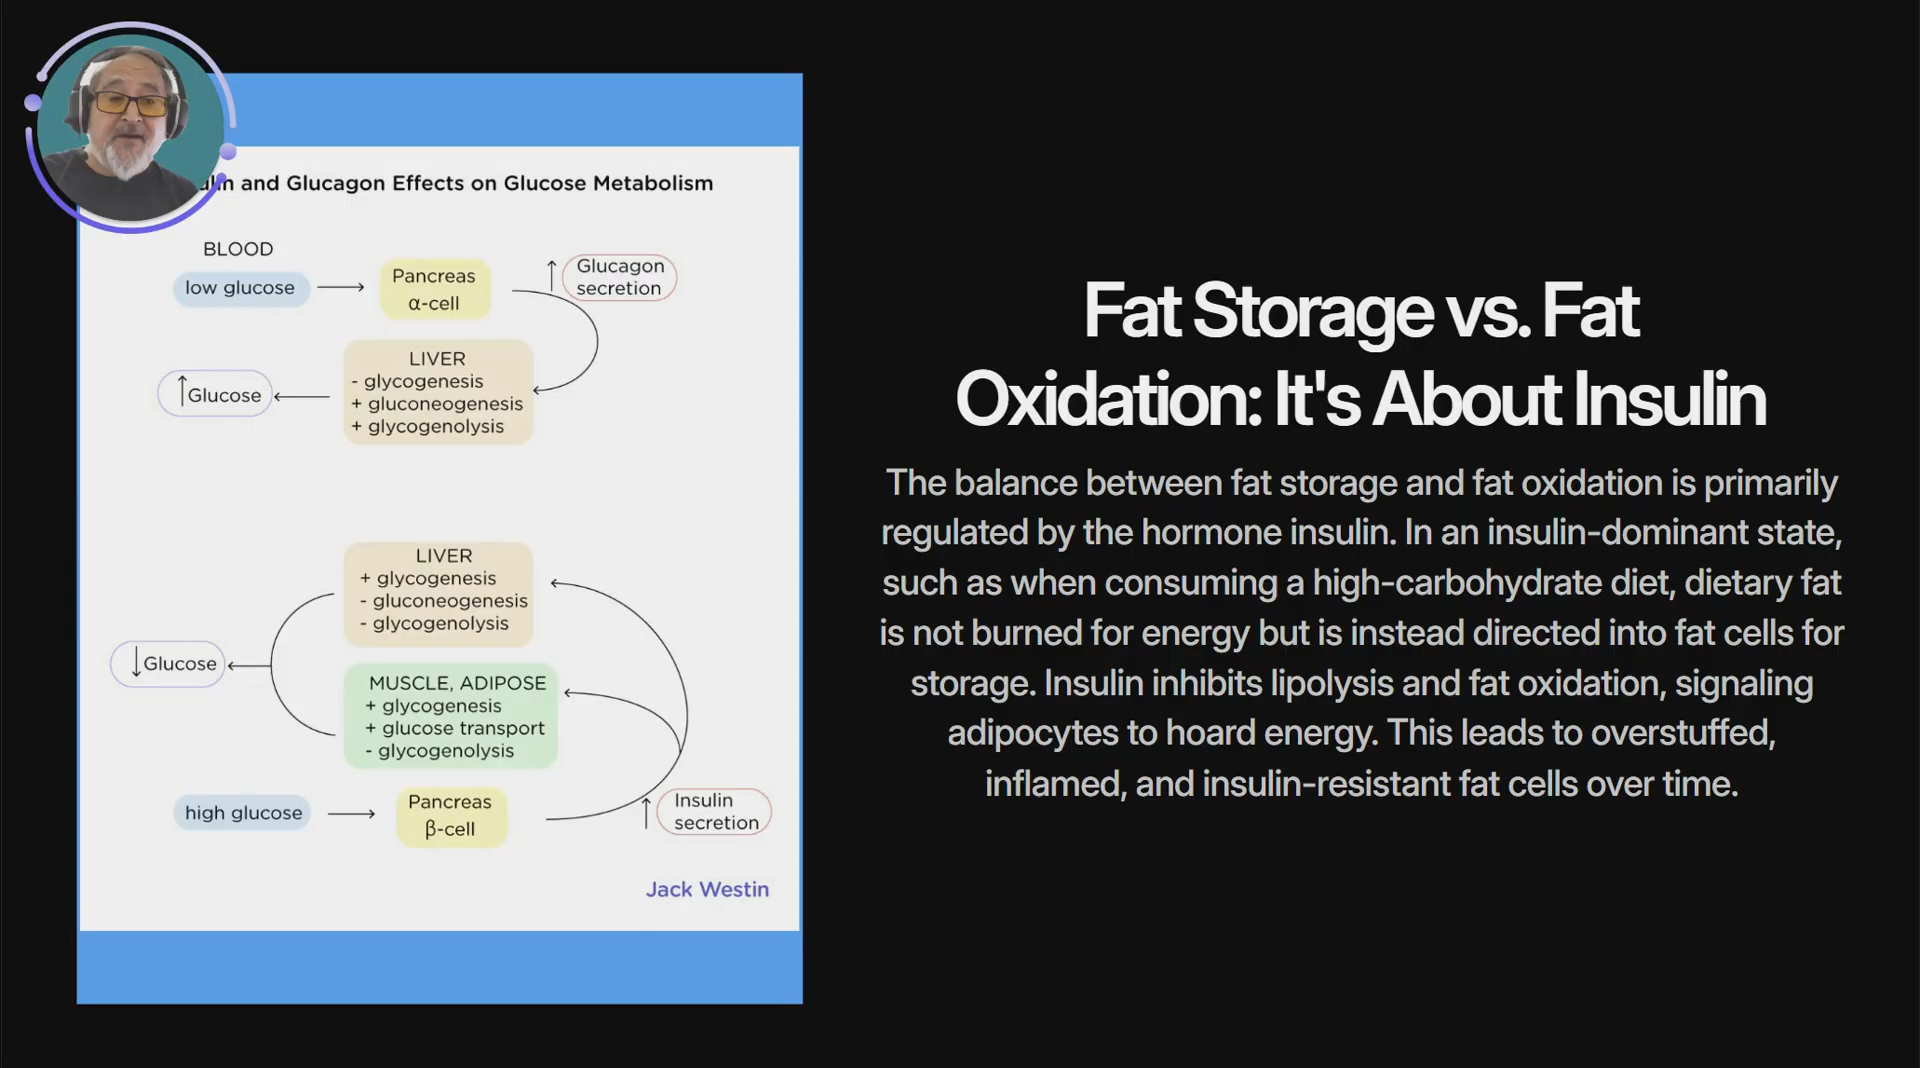 and Glucagon Effects on Glucose Metabolism
BLOOD
low glucose
Pancreas
α-cell
↑ Glucagon
secretion
LIVER
- glycogenesis
+ gluconeogenesis
+ glycogenolysis
↑Glucose
LIVER
+ glycogenesis
- gluconeogenesis
- glycogenolysis
↓Glucose
MUSCLE, ADIPOSE
+ glycogenesis
+ glucose transport
- glycogenolysis
high glucose
Pancreas
β-cell
↑ Insulin
secretion
Jack Westin
Fat Storage vs. Fat
Oxidation: It's About Insulin
The balance between fat storage and fat oxidation is primarily
regulated by the hormone insulin. In an insulin-dominant state,
such as when consuming a high-carbohydrate diet, dietary fat
is not burned for energy but is instead directed into fat cells for
storage. Insulin inhibits lipolysis and fat oxidation, signaling
adipocytes to hoard energy. This leads to overstuffed,
inflamed, and insulin-resistant fat cells over time.